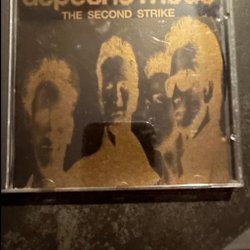 depeche mode
THE SECOND STRIKE